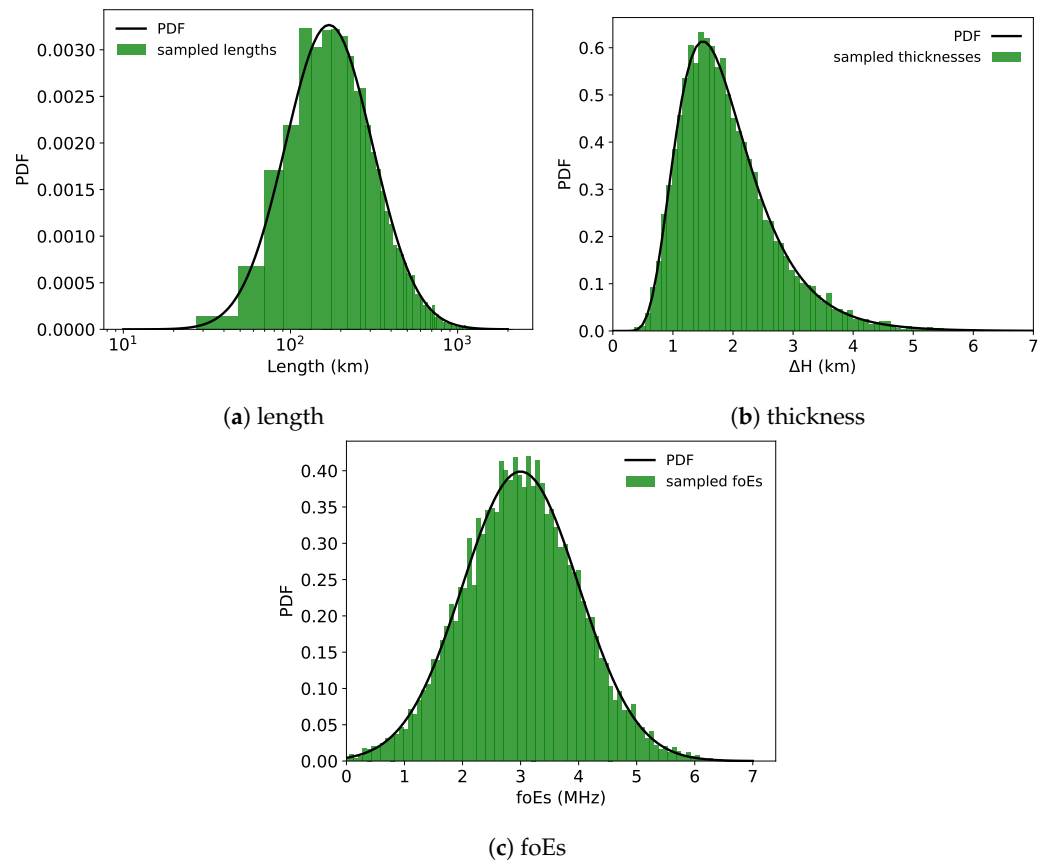 PDF
sampled lengths
0.0030
0.0025
0.0020
0.0015
0.0010
0.0005
0.0000
PDF
10¹ 10² 10³
Length (km)
(a) length
PDF
sampled thicknesses
0.6
0.5
0.4
0.3
0.2
0.1
0.0
PDF
0 1 2 3 4 5 6 7
ΔH (km)
(b) thickness
PDF
sampled foEs
0.40
0.35
0.30
0.25
0.20
0.15
0.10
0.05
0.00
PDF
0 1 2 3 4 5 6 7
foEs (MHz)
(c) foEs